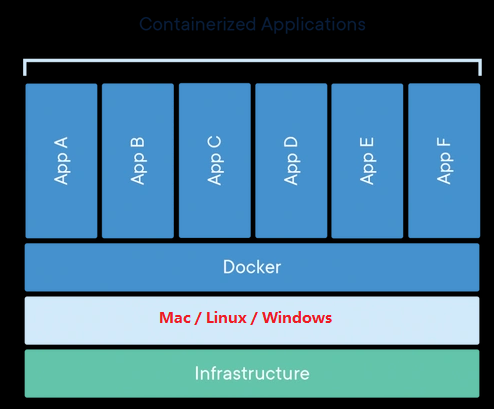 Containerized Applications
App A
App B
App C
App D
App E
App F
Docker
Mac / Linux / Windows
Infrastructure